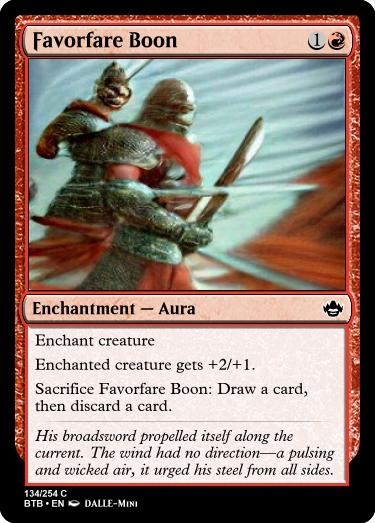 Favorfare Boon 1
Enchantment — Aura
Enchant creature
Enchanted creature gets +2/+1.
Sacrifice Favorfare Boon: Draw a card,
then discard a card.
His broadsword propelled itself along the
current. The wind had no direction—a pulsing
and wicked air, it urged his steel from all sides.
134/254 C
BTB • EN DALLE-Mini